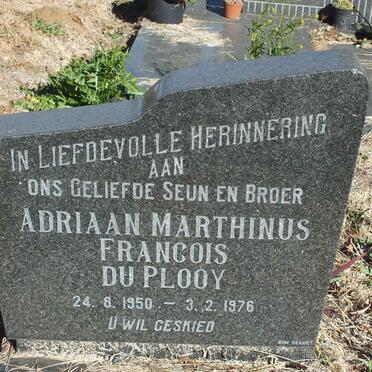 IN LIEFDEVOLLE HERINNERING
AAN
ONS GELIEFDE SEUN EN BROER
ADRIAAN MARTHINUS
FRANCOIS
DU PLOOY
24. 8. 1950 – 3. 2. 1976
U WIL GESKIED